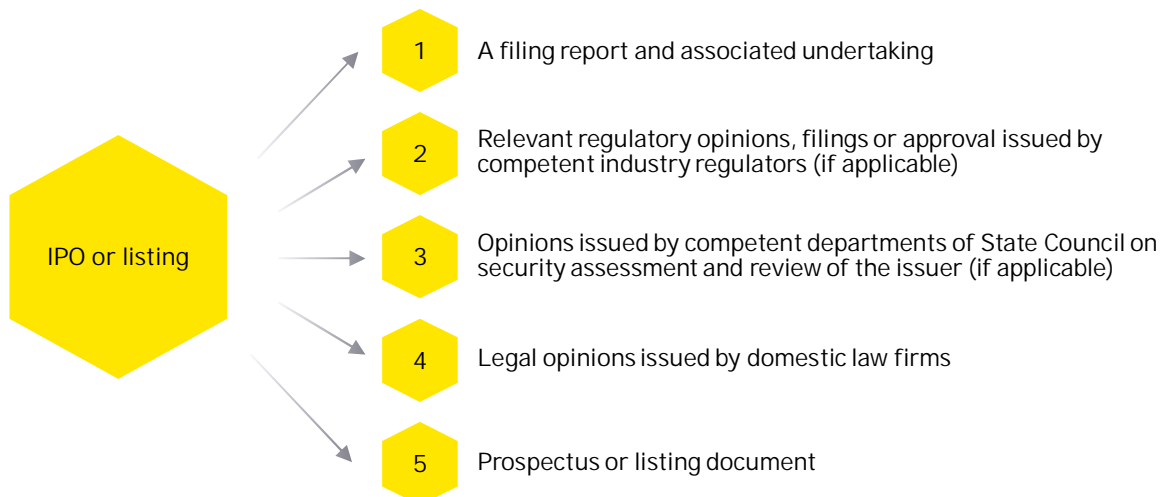 IPO or listing
1
A filing report and associated undertaking
2
Relevant regulatory opinions, filings or approval issued by
competent industry regulators (if applicable)
3
Opinions issued by competent departments of State Council on
security assessment and review of the issuer (if applicable)
4
Legal opinions issued by domestic law firms
5
Prospectus or listing document